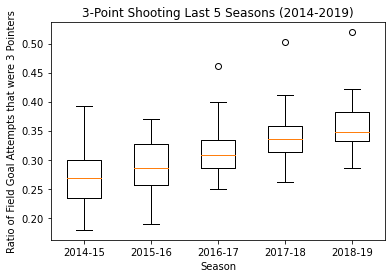 3-Point Shooting Last 5 Seasons (2014-2019)
Ratio of Field Goal Attempts that were 3 Pointers
0.50
0.45
0.40
0.35
0.30
0.25
0.20
2014-15 2015-16 2016-17 2017-18 2018-19
Season